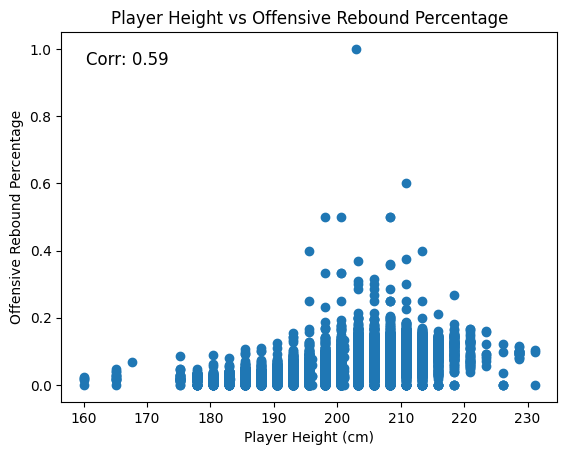 Player Height vs Offensive Rebound Percentage
Corr: 0.59
Offensive Rebound Percentage
1.0
0.8
0.6
0.4
0.2
0.0
160 170 180 190 200 210 220 230
Player Height (cm)